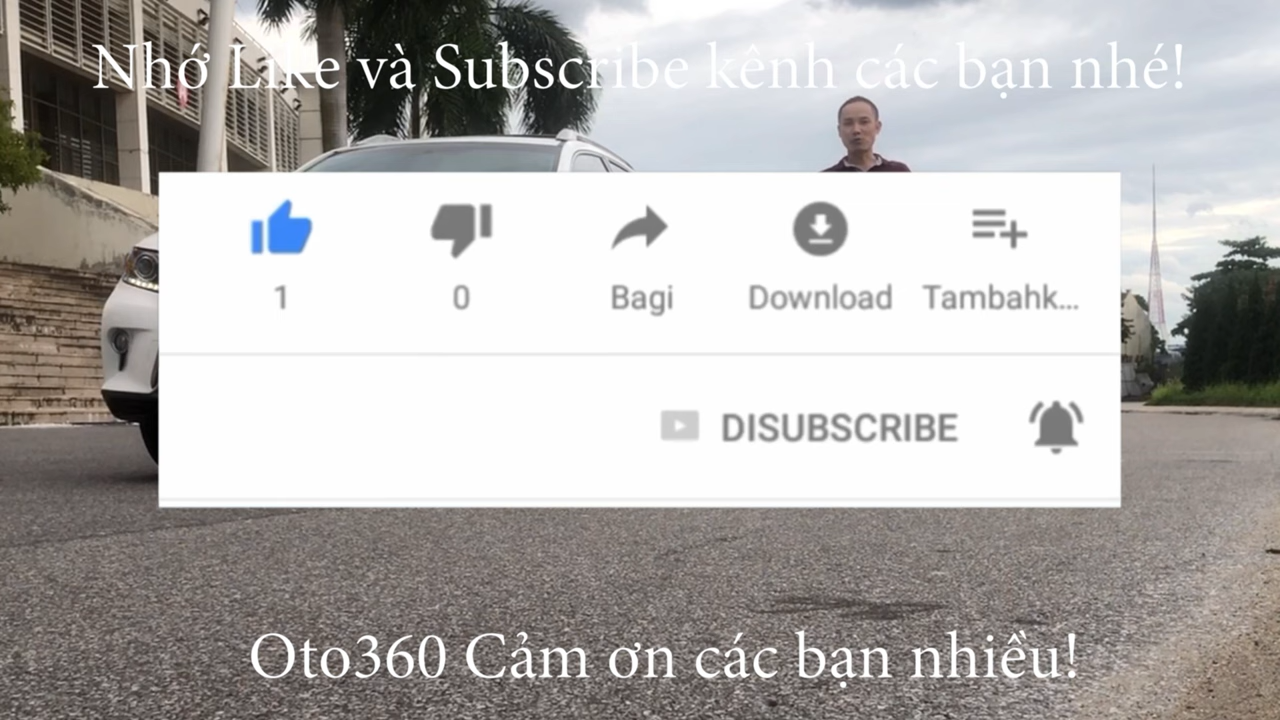 Nhớ Like và Subscribe kênh các bạn nhé!
1 0 Bagi Download Tambahk...
DISUBSCRIBE
Oto360 Cảm ơn các bạn nhiều!